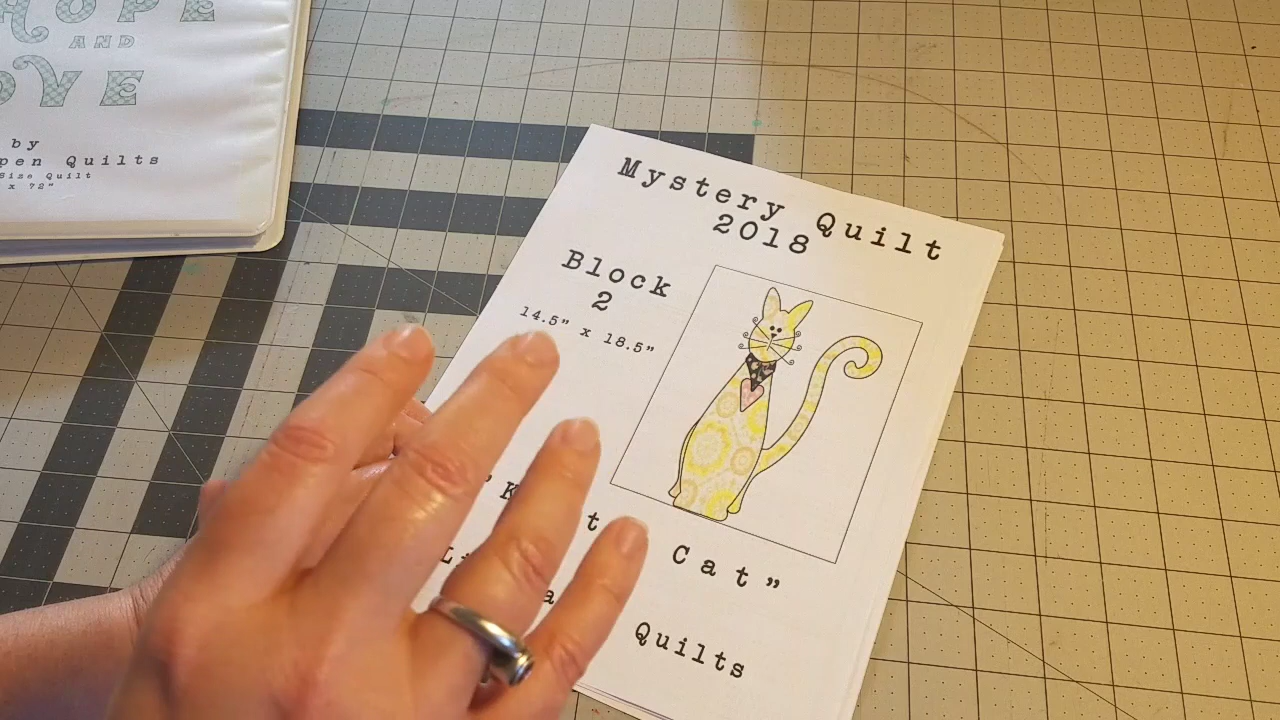 HOPE
AND
by
pen Quilts
Size Quilt
x 72"
Mystery Quilt
2018
Block
2
14.5" x 18.5"
Cat"
Quilts